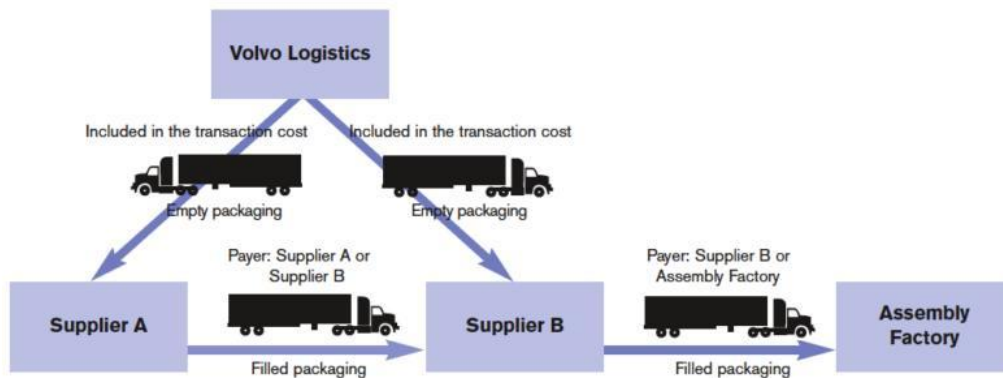 Volvo Logistics
Included in the transaction cost
Included in the transaction cost
Empty packaging
Empty packaging
Payer: Supplier A or
Supplier B
Payer: Supplier B or
Assembly Factory
Supplier A
Supplier B
Assembly
Factory
Filled packaging
Filled packaging